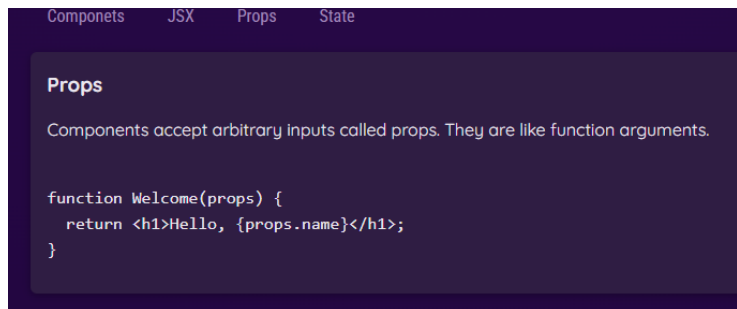 Componets JSX Props State
Props
Components accept arbitrary inputs called props. They are like function arguments.
function Welcome(props) {
  return <h1>Hello, {props.name}</h1>;
}